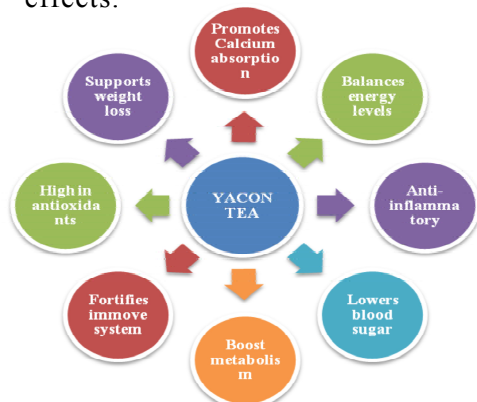 effects.
Promotes
Calcium
absorptio
n
Balances
energy
levels
Anti-
inflamma
tory
Lowers
blood
sugar
Boost
metabolis
m
Fortifies
immove
system
High in
antioxida
nts
Supports
weight
loss
YACON
TEA